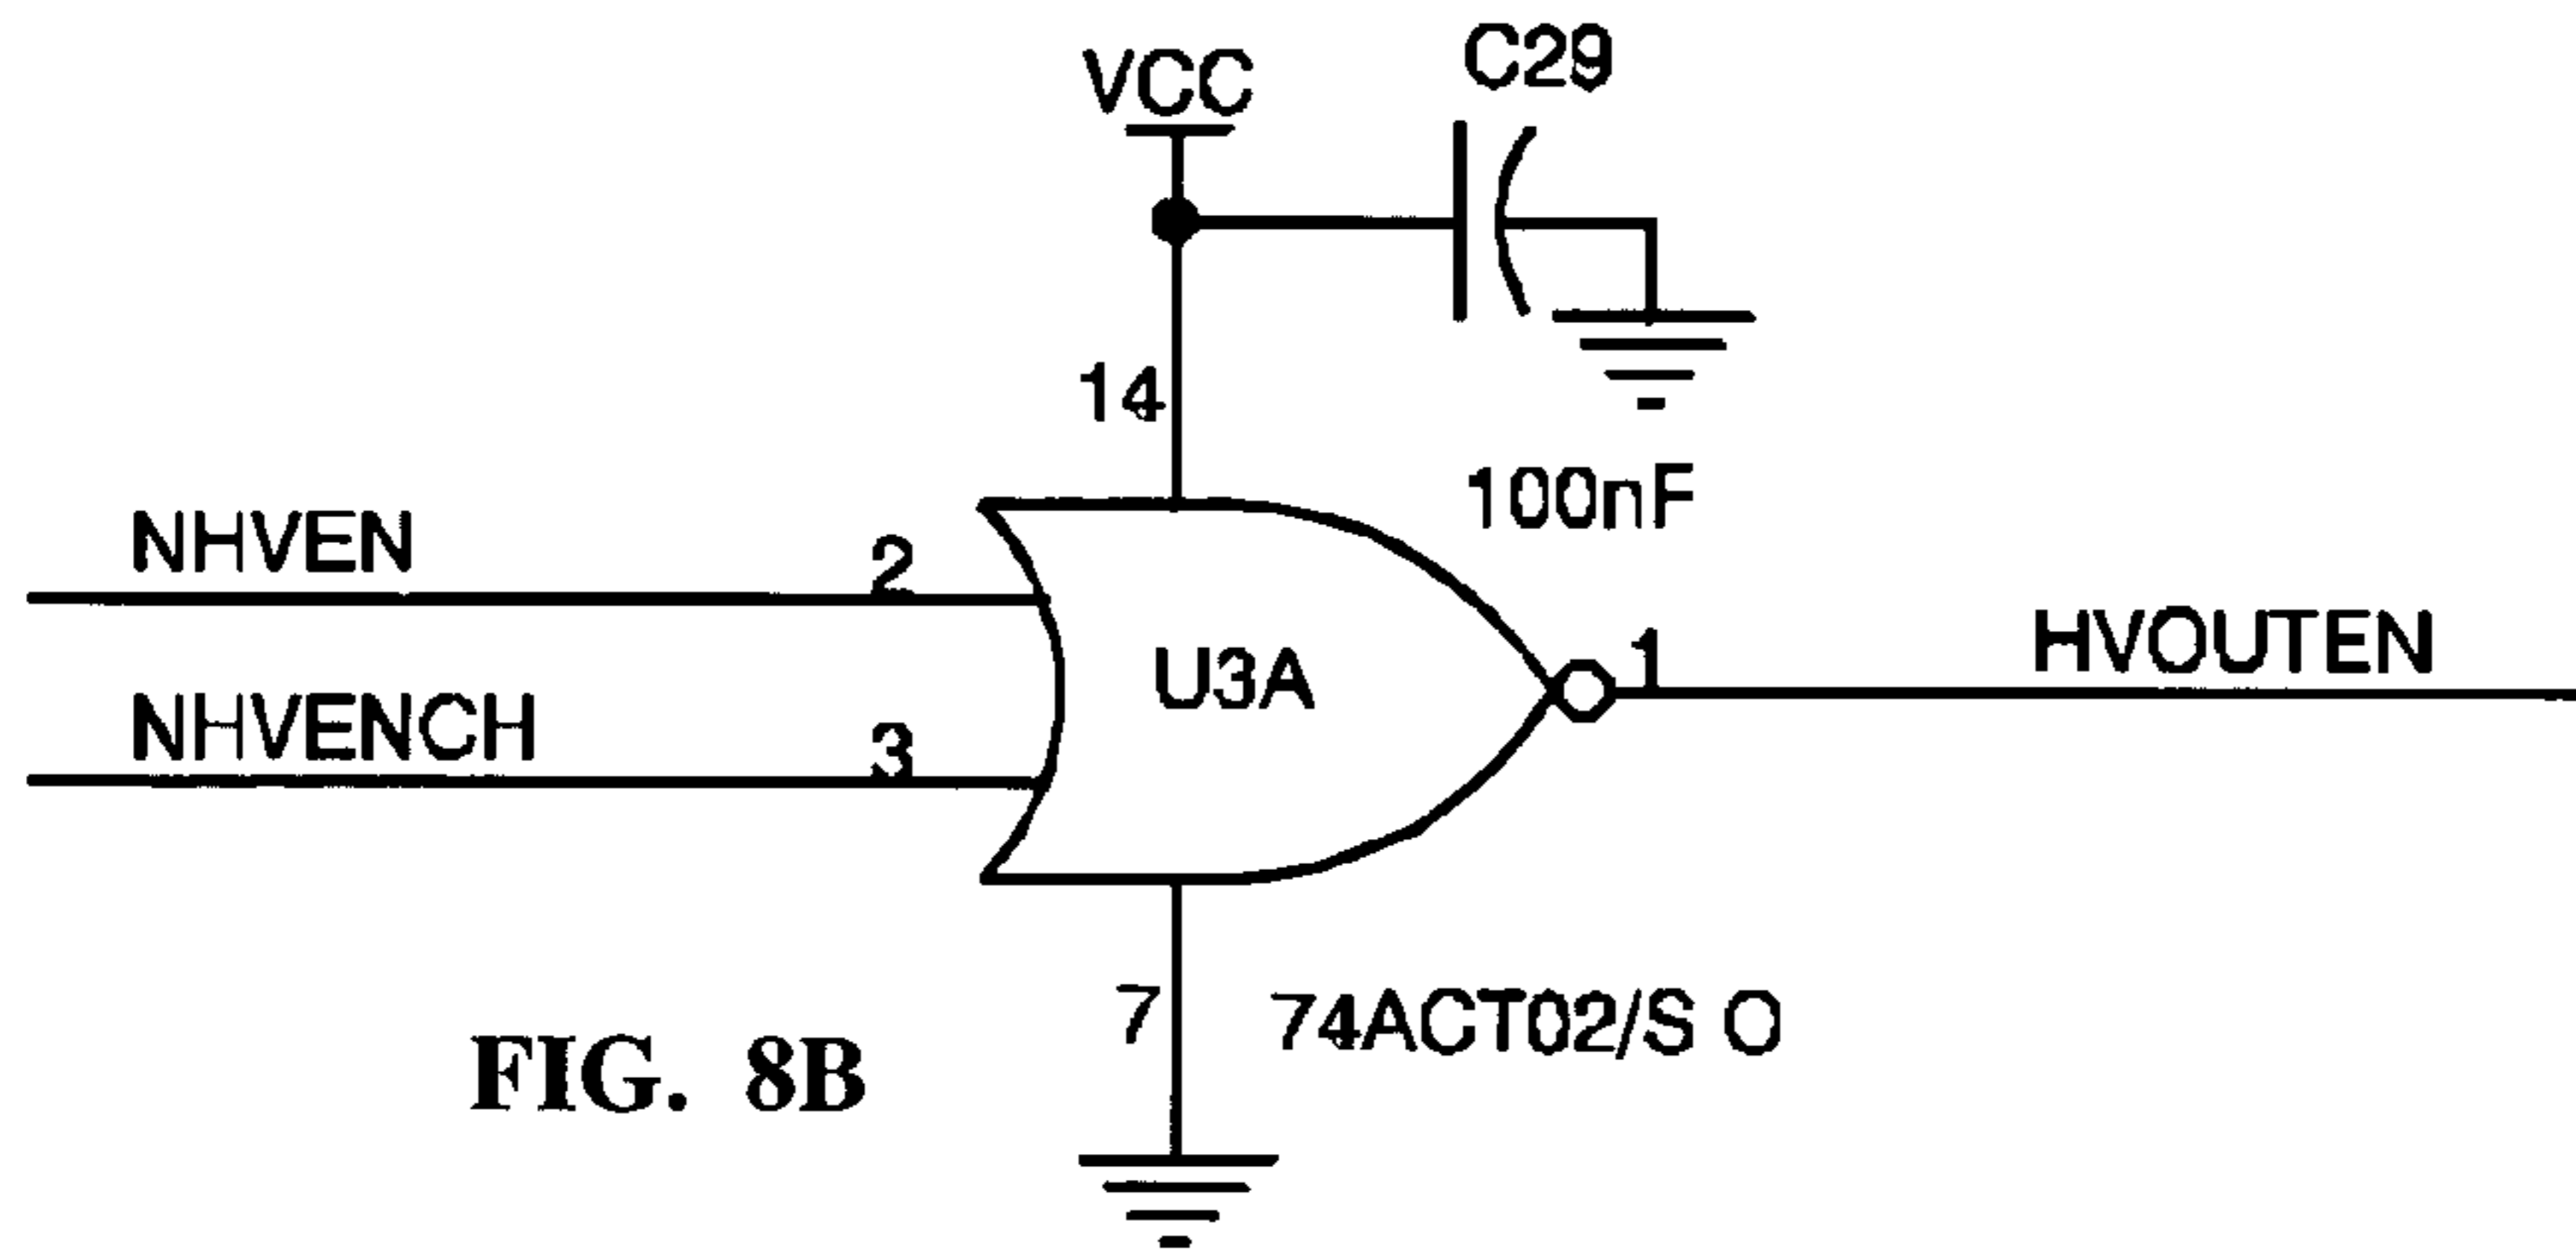 VCC
C29
14
100nF
NHVEN
2
U3A
1
HVOUTEN
NHVENCH
3
7
74ACT02/S O
FIG. 8B